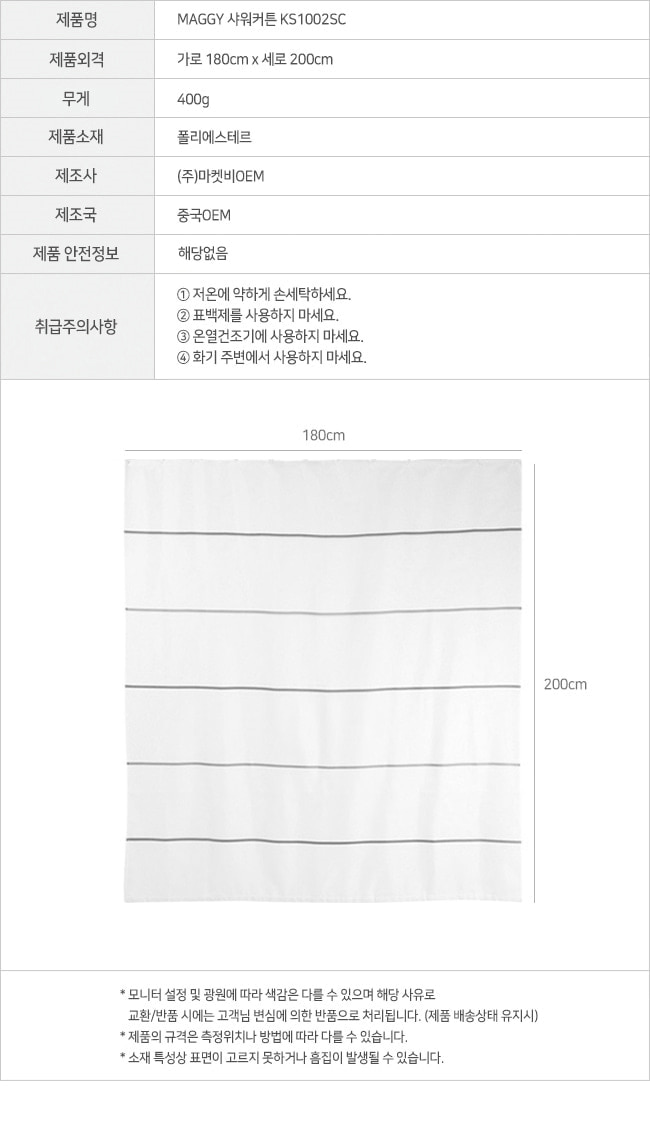 제품명 MAGGY 샤워커튼 KS1002SC
제품외격 가로 180cm x 세로 200cm
무게 400g
제품소재 폴리에스테르
제조사 (주)마켓비OEM
제조국 중국OEM
제품 안전정보 해당없음
취급주의사항
① 저온에 약하게 손세탁하세요.
② 표백제를 사용하지 마세요.
③ 온열건조기에 사용하지 마세요.
④ 화기 주변에서 사용하지 마세요.
180cm
200cm
* 모니터 설정 및 광원에 따라 색감은 다를 수 있으며 해당 사유로
교환/반품 시에는 고객님 변심에 의한 반품으로 처리됩니다. (제품 배송상태 유지시)
* 제품의 규격은 측정위치나 방법에 따라 다를 수 있습니다.
* 소재 특성상 표면이 고르지 못하거나 흠집이 발생될 수 있습니다.